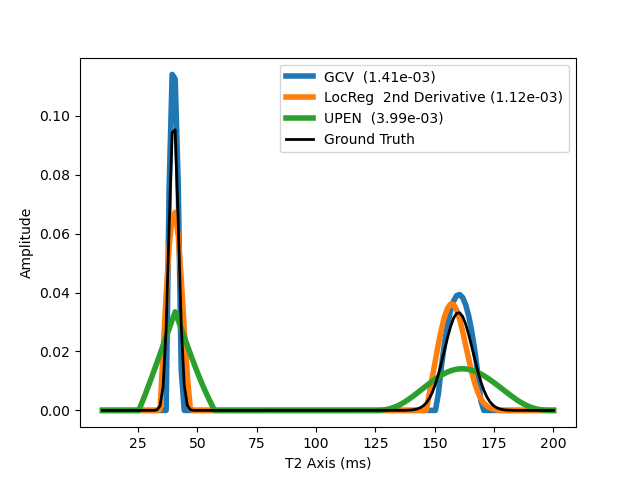 GCV (1.41e-03)
LocReg 2nd Derivative (1.12e-03)
UPEN (3.99e-03)
Ground Truth
Amplitude
0.10
0.08
0.06
0.04
0.02
0.00
25 50 75 100 125 150 175 200
T2 Axis (ms)